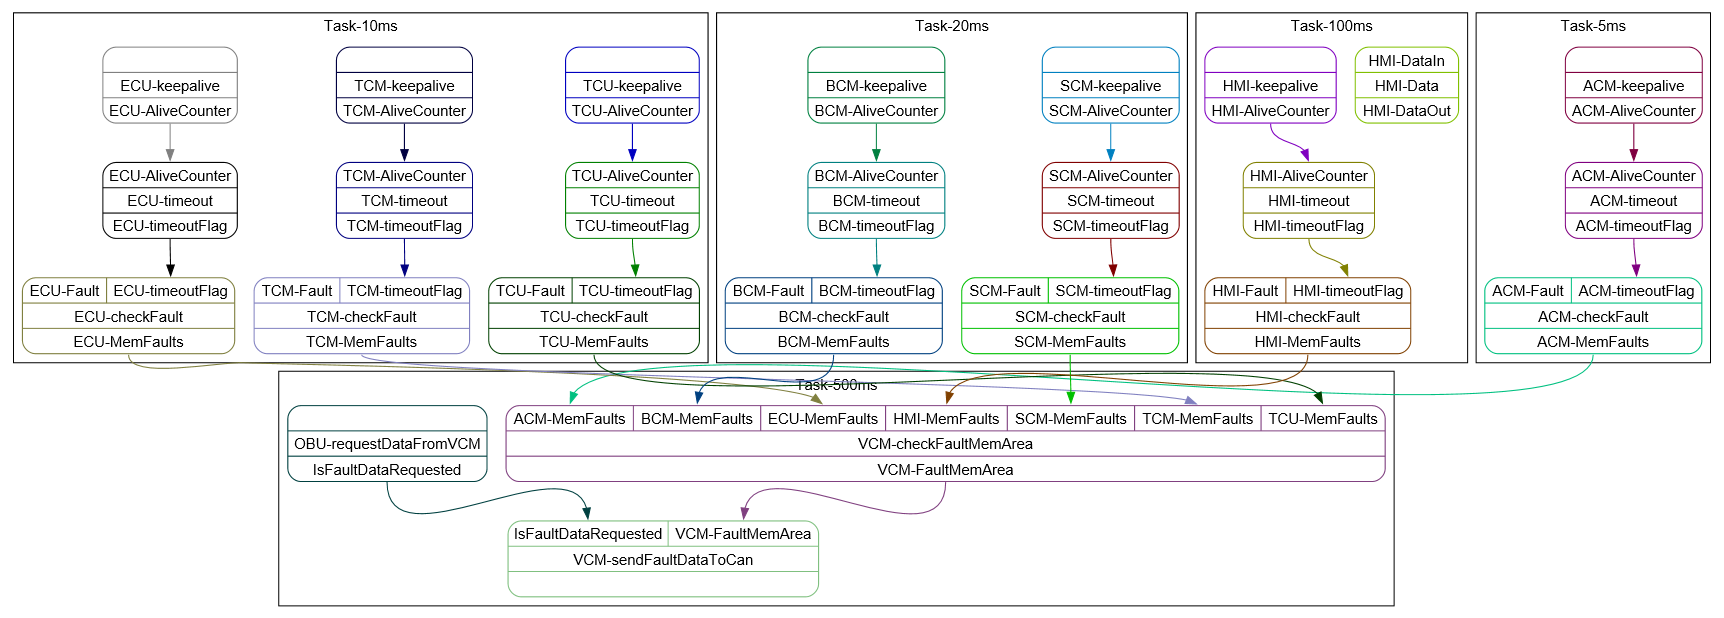 Task-10ms
ECU-keepalive
ECU-AliveCounter
ECU-AliveCounter
ECU-timeout
ECU-timeoutFlag
ECU-Fault ECU-timeoutFlag
ECU-checkFault
ECU-MemFaults
TCM-keepalive
TCM-AliveCounter
TCM-AliveCounter
TCM-timeout
TCM-timeoutFlag
TCM-Fault TCM-timeoutFlag
TCM-checkFault
TCM-MemFaults
TCU-keepalive
TCU-AliveCounter
TCU-AliveCounter
TCU-timeout
TCU-timeoutFlag
TCU-Fault TCU-timeoutFlag
TCU-checkFault
TCU-MemFaults
Task-20ms
BCM-keepalive
BCM-AliveCounter
BCM-AliveCounter
BCM-timeout
BCM-timeoutFlag
BCM-Fault BCM-timeoutFlag
BCM-checkFault
BCM-MemFaults
SCM-keepalive
SCM-AliveCounter
SCM-AliveCounter
SCM-timeout
SCM-timeoutFlag
SCM-Fault SCM-timeoutFlag
SCM-checkFault
SCM-MemFaults
Task-100ms
HMI-keepalive
HMI-AliveCounter
HMI-DataIn
HMI-Data
HMI-DataOut
HMI-AliveCounter
HMI-timeout
HMI-timeoutFlag
HMI-Fault HMI-timeoutFlag
HMI-checkFault
HMI-MemFaults
Task-5ms
ACM-keepalive
ACM-AliveCounter
ACM-AliveCounter
ACM-timeout
ACM-timeoutFlag
ACM-Fault ACM-timeoutFlag
ACM-checkFault
ACM-MemFaults
Task-500ms
OBU-requestDataFromVCM
IsFaultDataRequested
ACM-MemFaults BCM-MemFaults ECU-MemFaults HMI-MemFaults SCM-MemFaults TCM-MemFaults TCU-MemFaults
VCM-checkFaultMemArea
VCM-FaultMemArea
IsFaultDataRequested VCM-FaultMemArea
VCM-sendFaultDataToCan